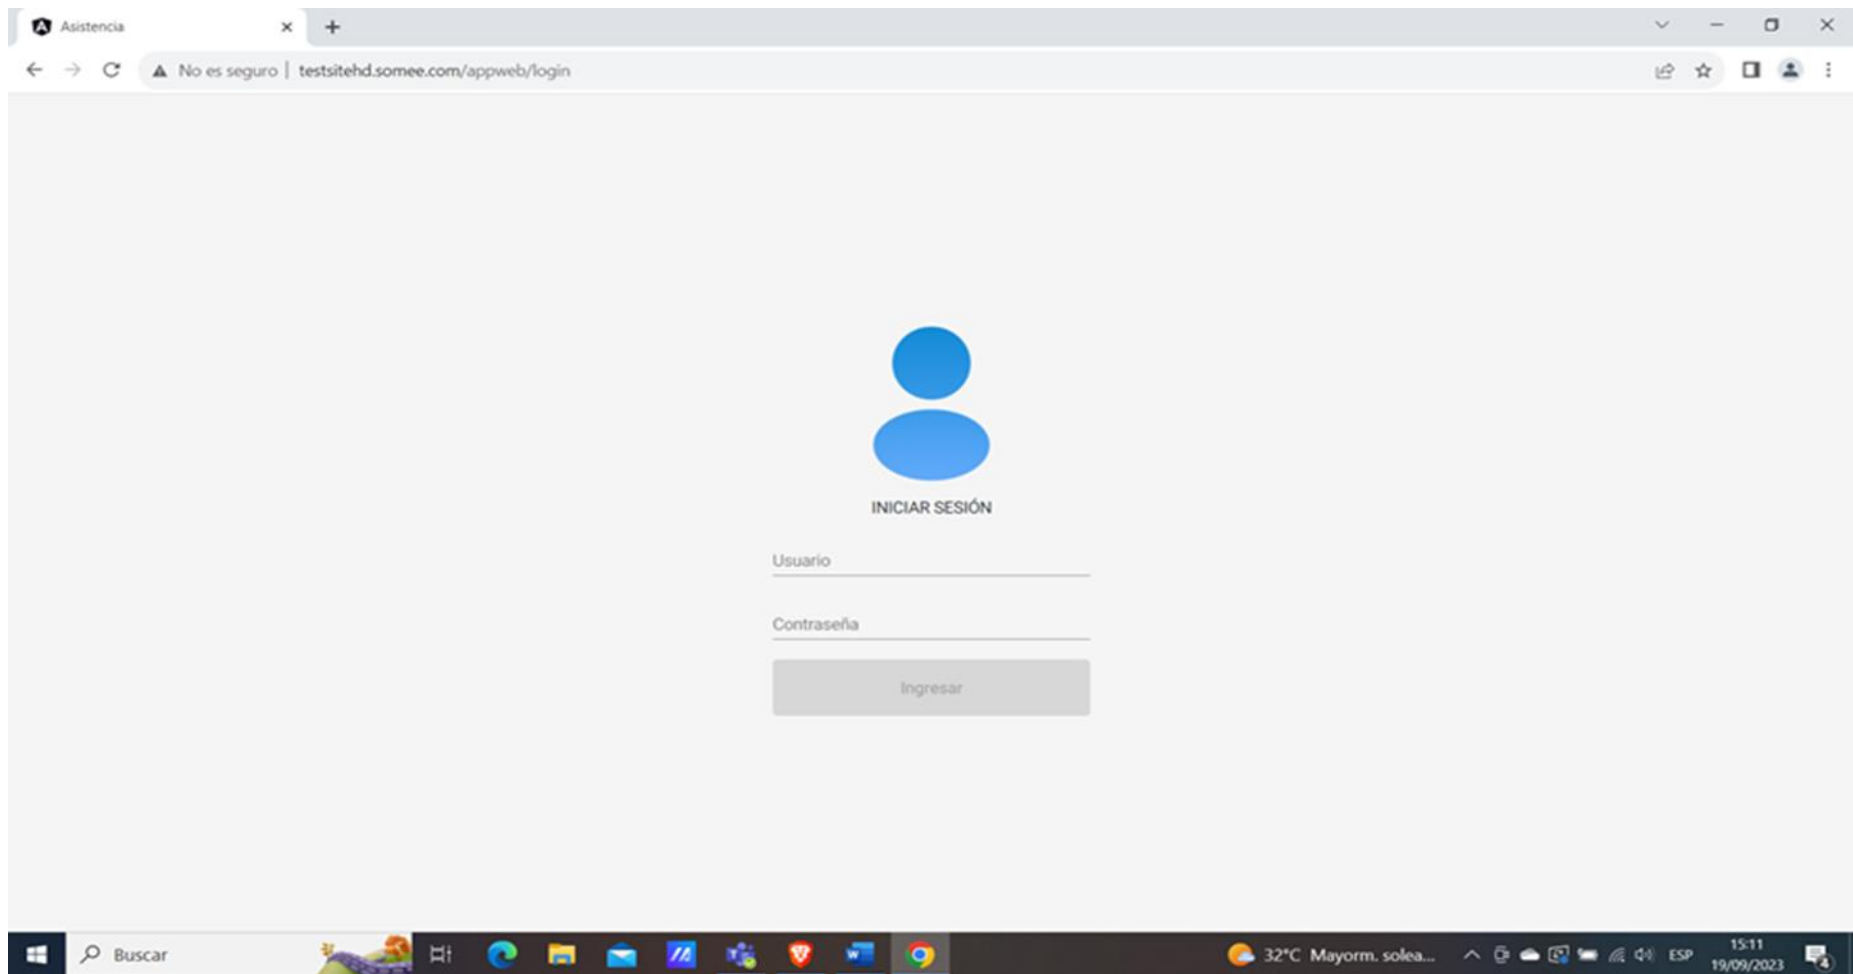 Asistencia
No es seguro | testsitehd.somee.com/appweb/login
INICIAR SESIÓN
Usuario
Contraseña
Ingresar
Buscar
32°C Mayorm. solea...
ESP
15:11
19/09/2023
4